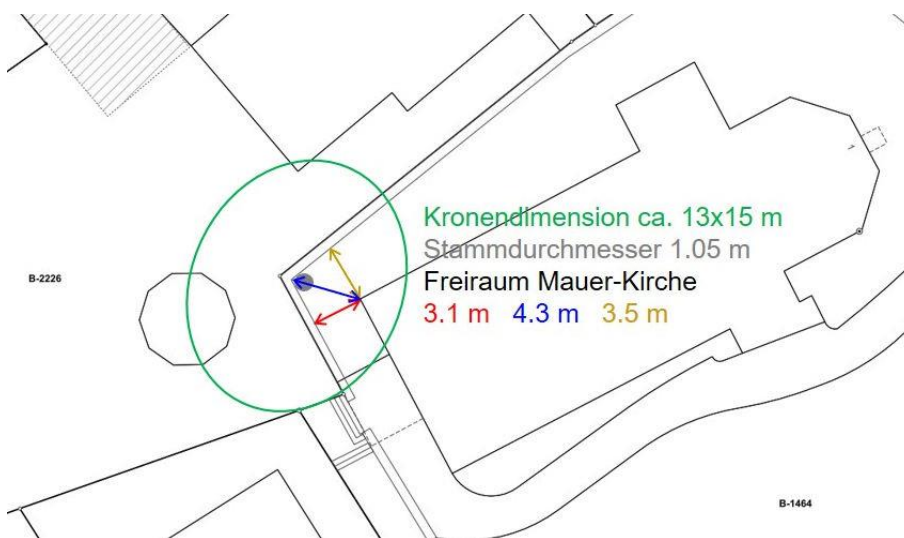 Kronendimension ca. 13x15 m
Stammdurchmesser 1.05 m
B-2226
Freiraum Mauer-Kirche
3.1 m 4.3 m 3.5 m
B-1464